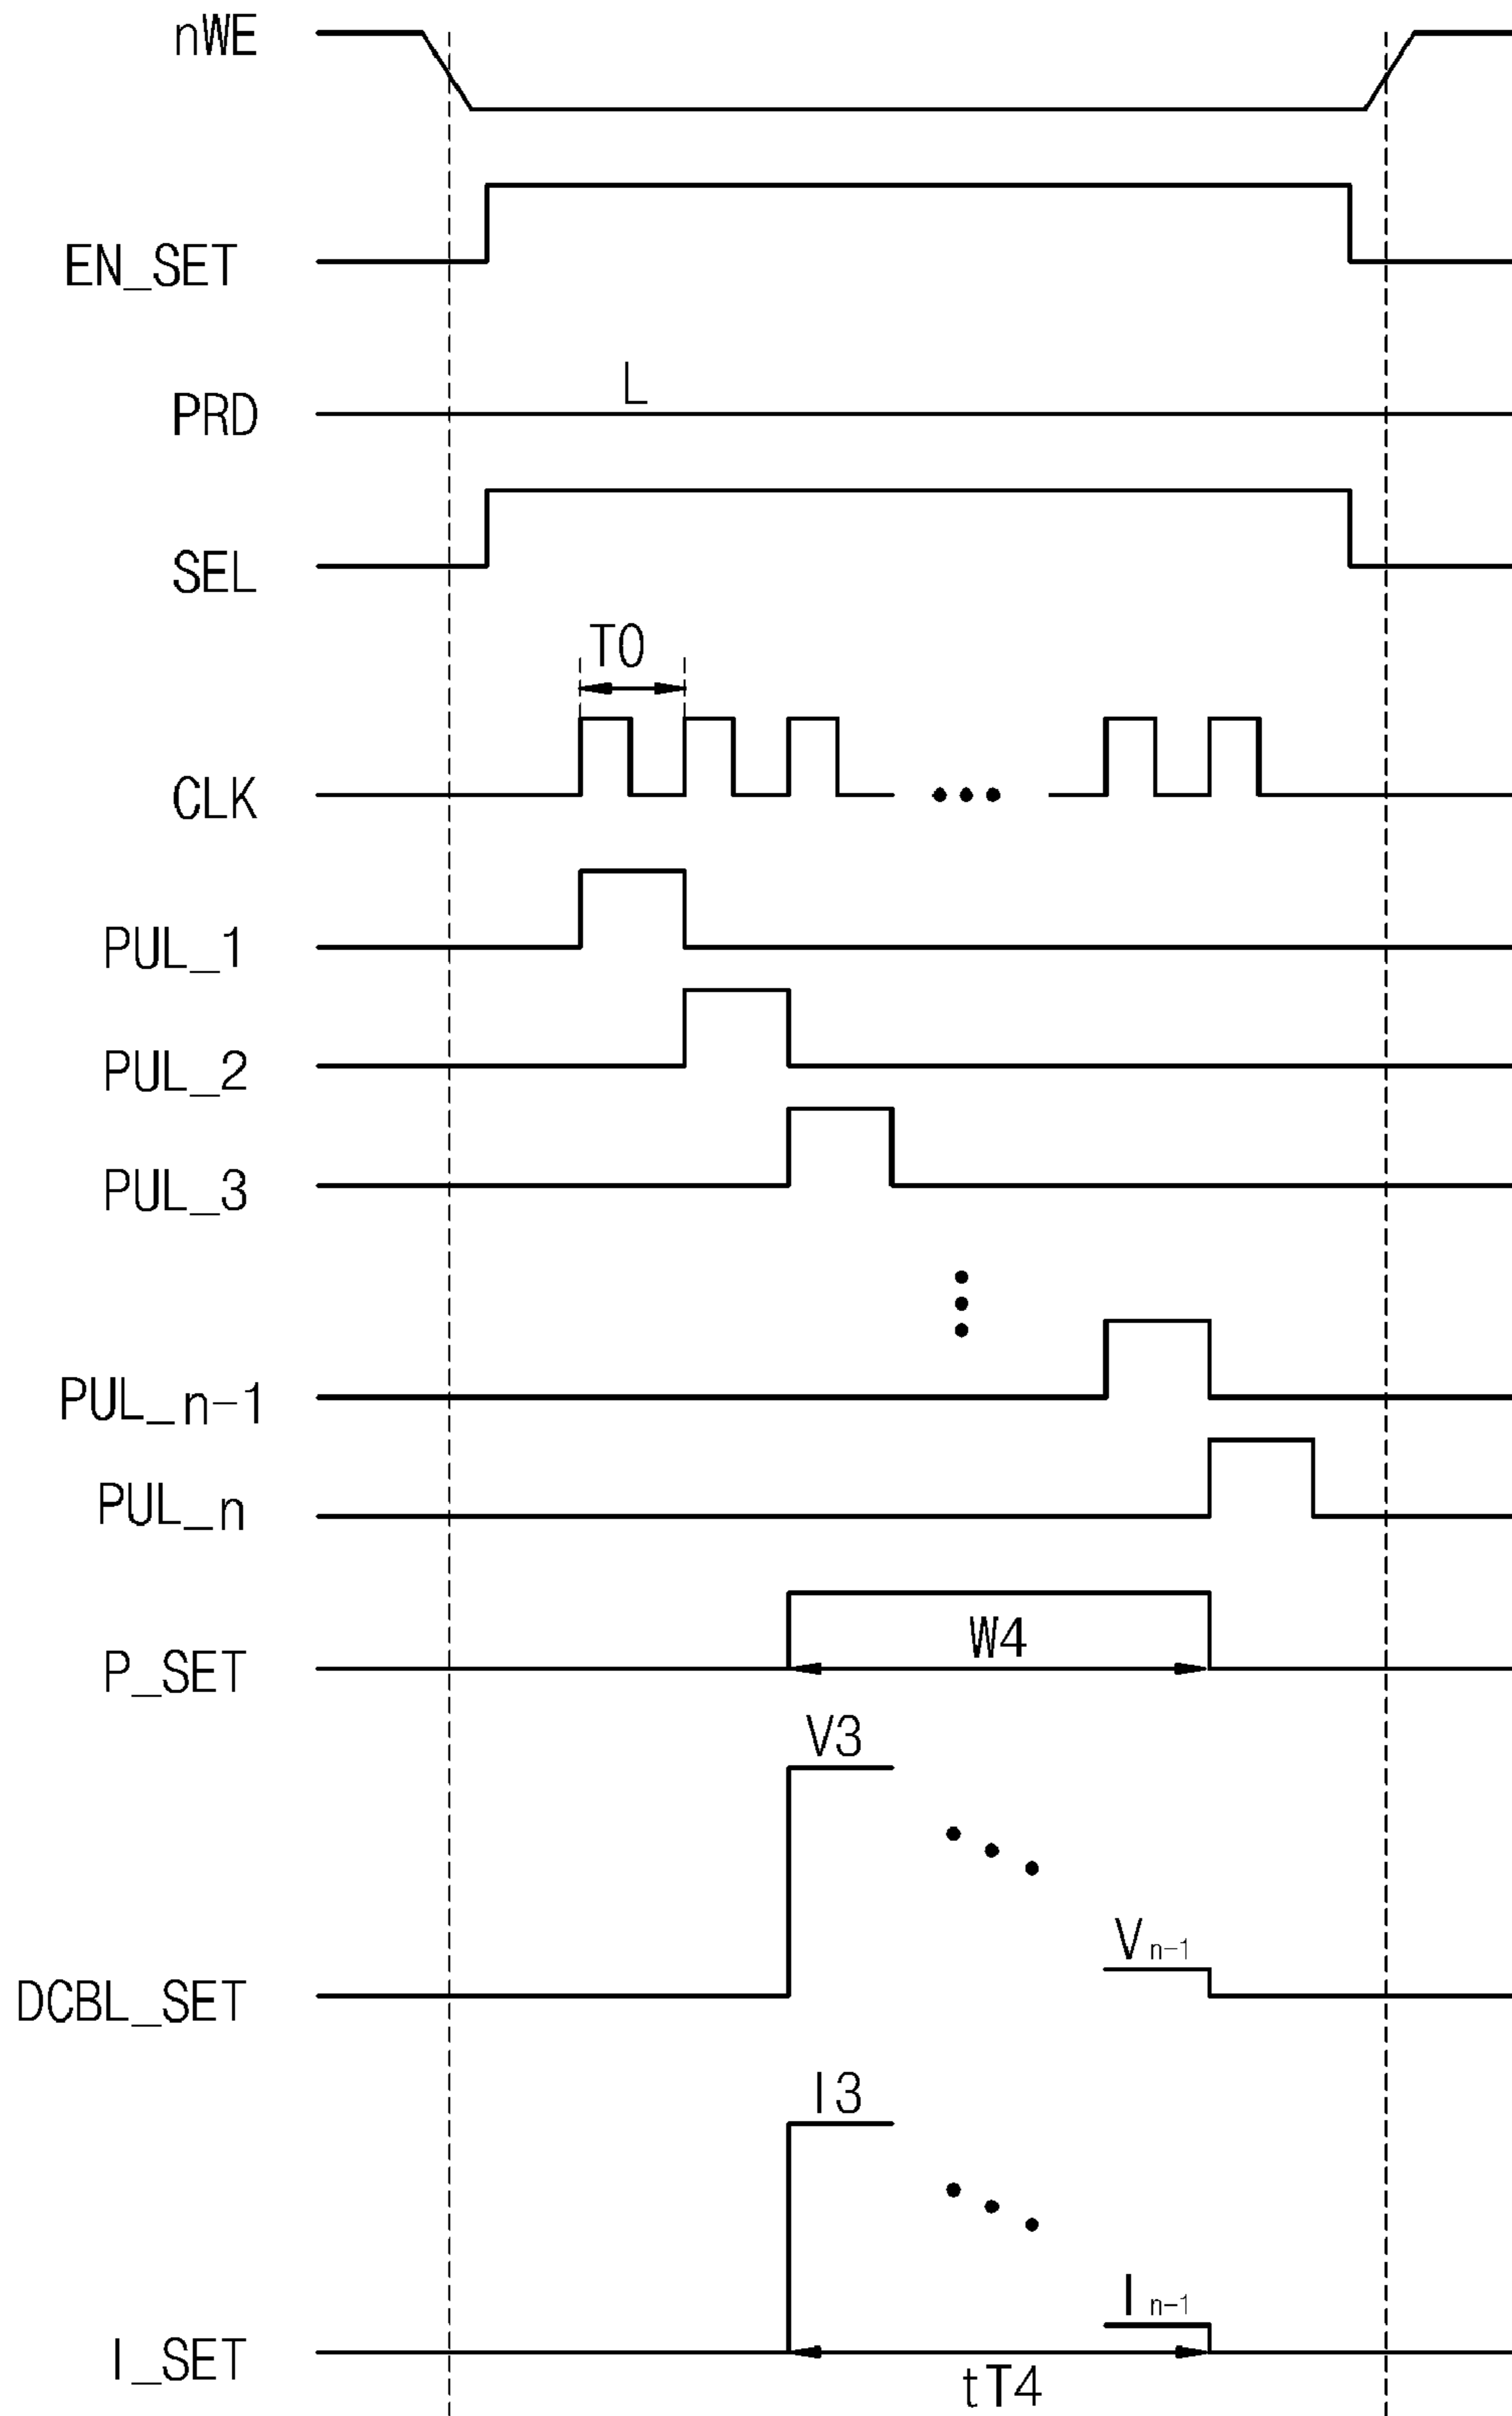 nWE
EN_SET
L
PRD
SEL
T0
CLK
PUL_1
PUL_2
PUL_3
PUL_n-1
PUL_n
W4
P_SET
V3
Vn-1
DCBL_SET
I3
In-1
I_SET
tT4